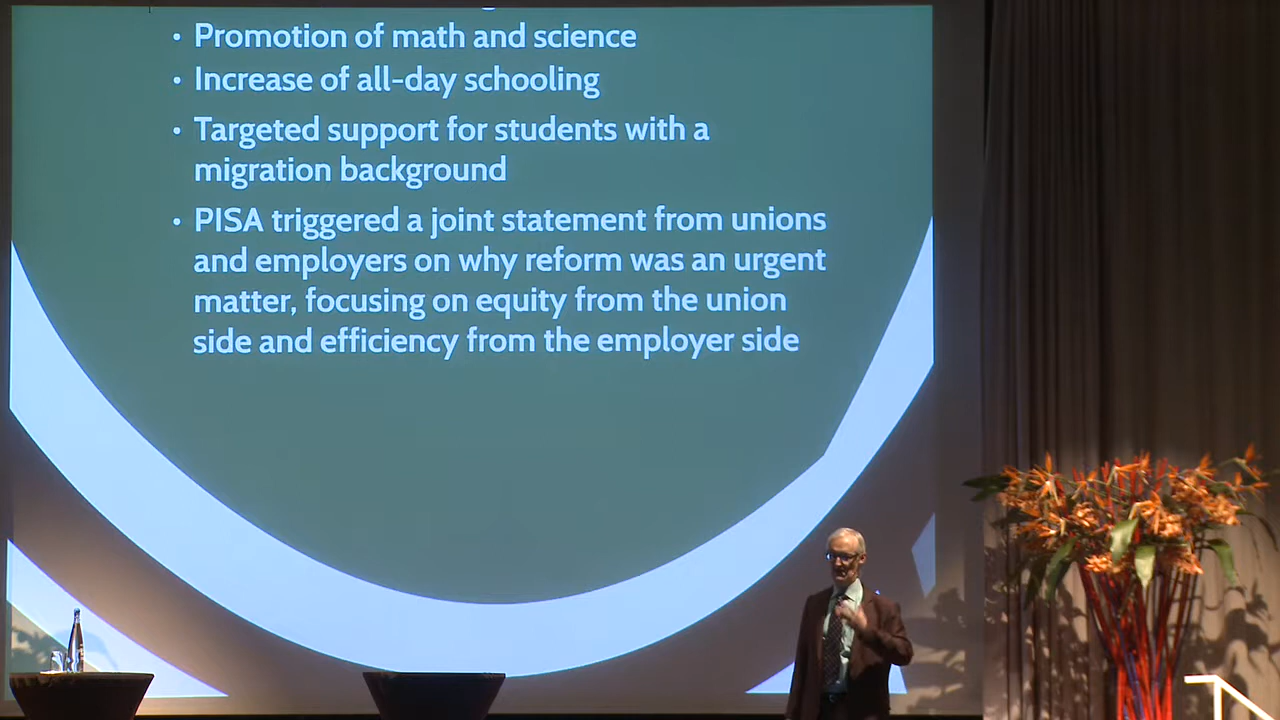 • Promotion of math and science
• Increase of all-day schooling
• Targeted support for students with a
migration background
• PISA triggered a joint statement from unions
and employers on why reform was an urgent
matter, focusing on equity from the union
side and efficiency from the employer side